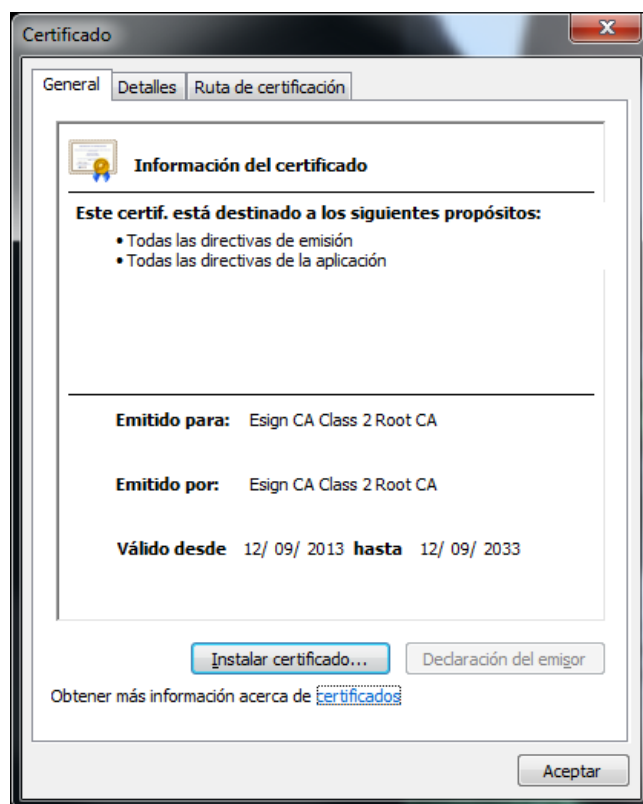 Certificado
General Detalles Ruta de certificación
Información del certificado
Este certif. está destinado a los siguientes propósitos:
• Todas las directivas de emisión
• Todas las directivas de la aplicación
Emitido para: Esign CA Class 2 Root CA
Emitido por: Esign CA Class 2 Root CA
Válido desde 12/ 09/ 2013 hasta 12/ 09/ 2033
Instalar certificado... Declaración del emisor
Obtener más información acerca de certificados
Aceptar